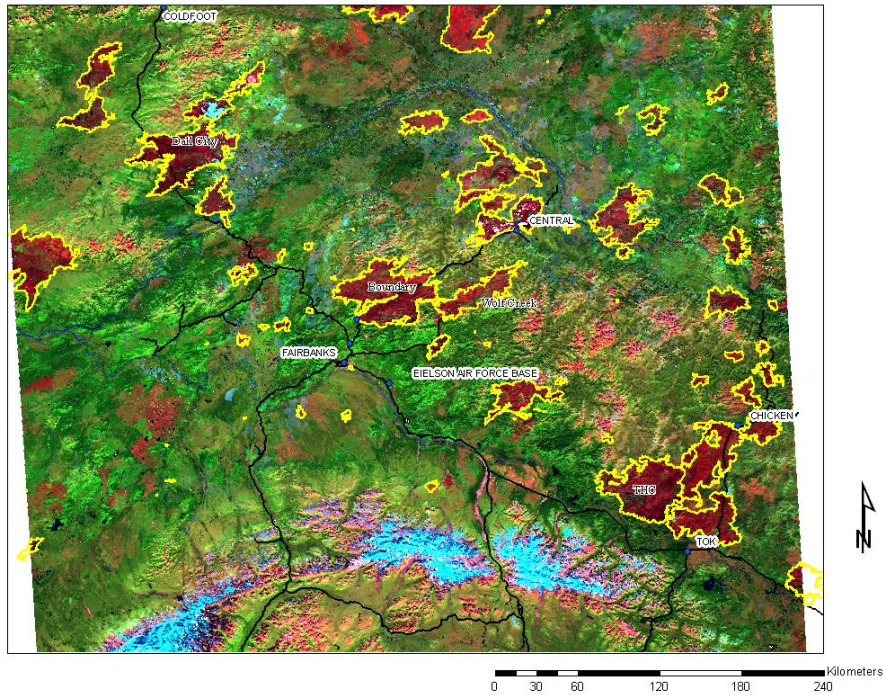 COLDFOOT
Dall City
CENTRAL
Boundary
Wolf Creek
FAIRBANKS
EIELSON AIR FORCE BASE
CHICKEN
THC
TOK
N
Kilometers
0 30 60 120 180 240